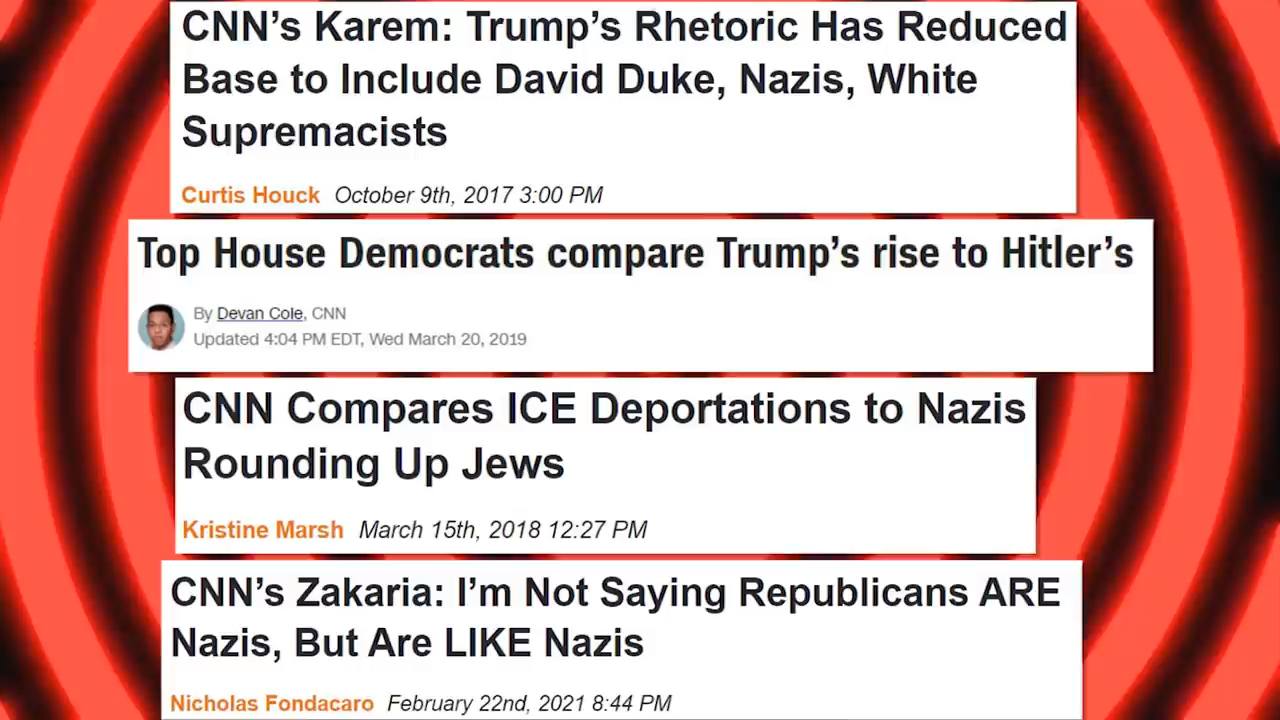 CNN's Karem: Trump's Rhetoric Has Reduced
Base to Include David Duke, Nazis, White
Supremacists
Curtis Houck October 9th, 2017 3:00 PM
Top House Democrats compare Trump's rise to Hitler's
By Devan Cole, CNN
Updated 4:04 PM EDT, Wed March 20, 2019
CNN Compares ICE Deportations to Nazis
Rounding Up Jews
Kristine Marsh March 15th, 2018 12:27 PM
CNN's Zakaria: I'm Not Saying Republicans ARE
Nazis, But Are LIKE Nazis
Nicholas Fondacaro February 22nd, 2021 8:44 PM